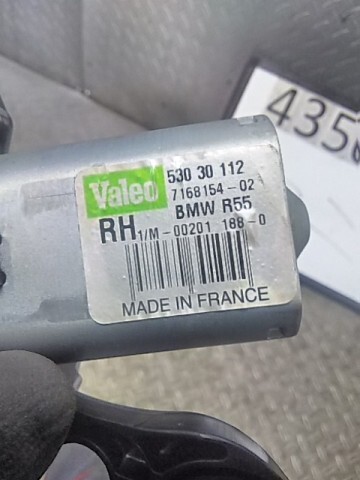 Valeo 530 30 112
7168154-02
BMW R55
RH 1/M-00201 188-0
MADE IN FRANCE
435